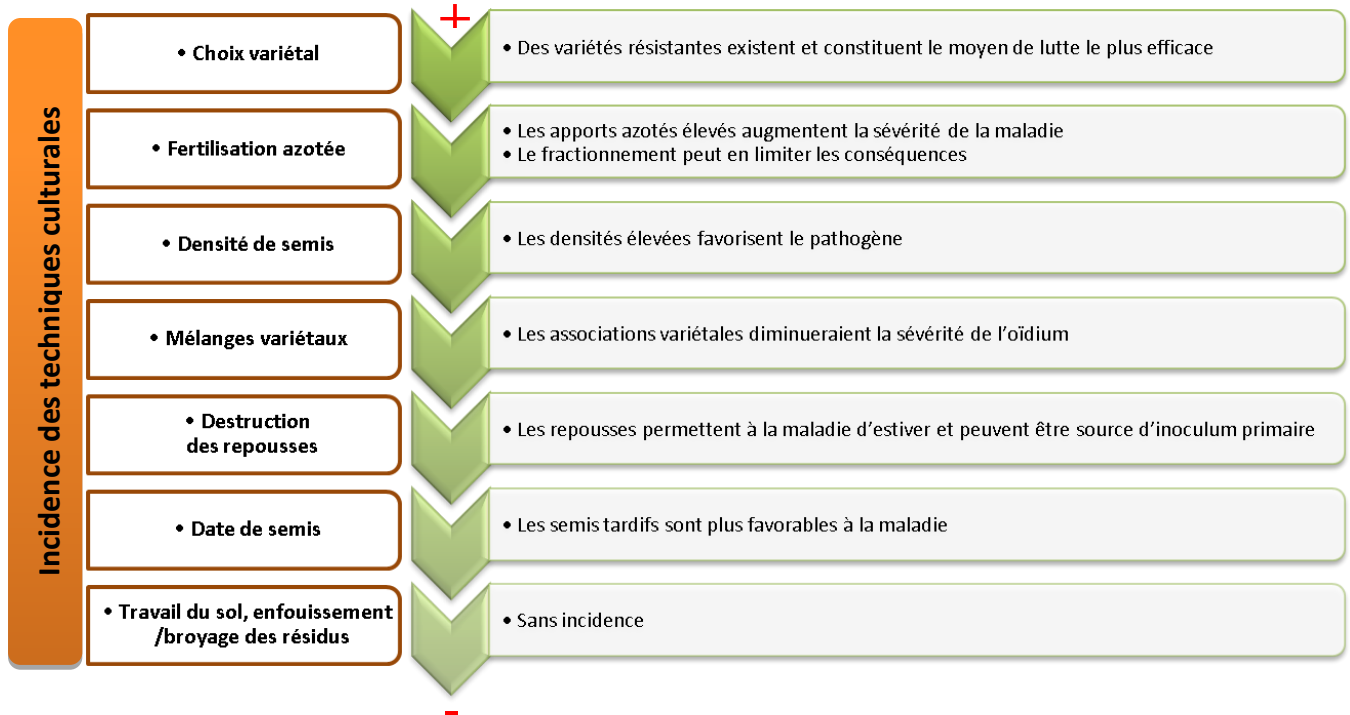 Incidence des techniques culturales
+
• Choix variétal
• Des variétés résistantes existent et constituent le moyen de lutte le plus efficace
• Fertilisation azotée
• Les apports azotés élevés augmentent la sévérité de la maladie
• Le fractionnement peut en limiter les conséquences
• Densité de semis
• Les densités élevées favorisent le pathogène
• Mélanges variétaux
• Les associations variétales diminueraient la sévérité de l'oïdium
• Destruction
des repousses
• Les repousses permettent à la maladie d'estiver et peuvent être source d'inoculum primaire
• Date de semis
• Les semis tardifs sont plus favorables à la maladie
• Travail du sol, enfouissement
/broyage des résidus
• Sans incidence
-